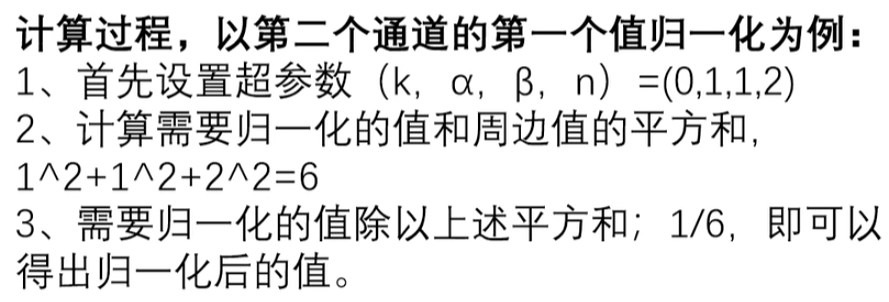 计算过程，以第二个通道的第一个值归一化为例：
1、首先设置超参数（k, α, β, n）=(0,1,1,2)
2、计算需要归一化的值和周边值的平方和，
1^2+1^2+2^2=6
3、需要归一化的值除以上述平方和；1/6，即可以
得出归一化后的值。